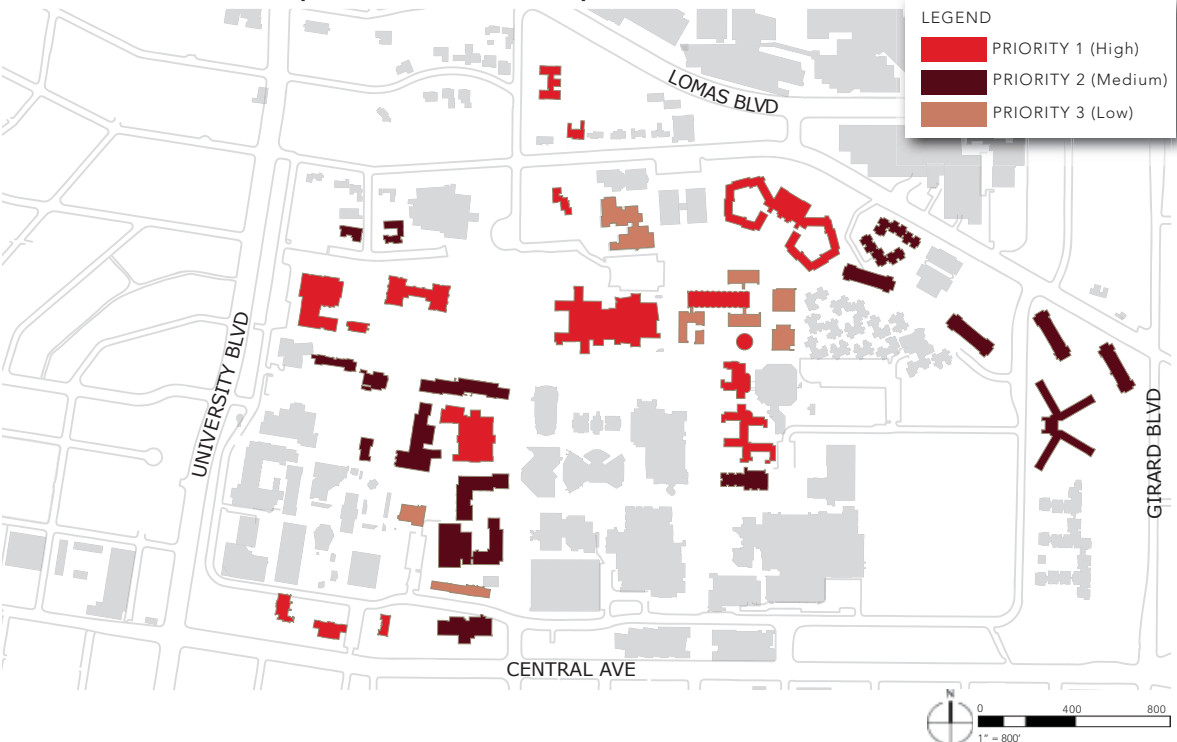 LEGEND
PRIORITY 1 (High)
PRIORITY 2 (Medium)
PRIORITY 3 (Low)
LOMAS BLVD
UNIVERSITY BLVD
GIRARD BLVD
CENTRAL AVE
N
0 400 800
1" = 800'